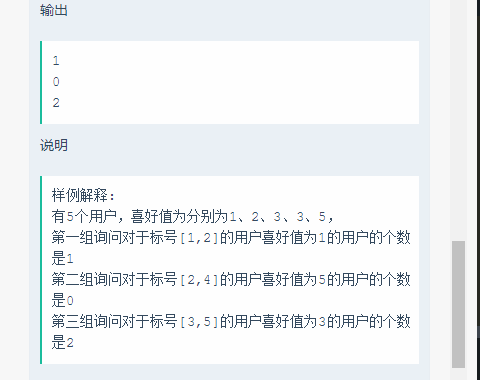 输出
1
0
2
说明
样例解释：
有5个用户，喜好值为分别为1、2、3、3、5，
第一组询问对于标号[1,2]的用户喜好值为1的用户的个数
是1
第二组询问对于标号[2,4]的用户喜好值为5的用户的个数
是0
第三组询问对于标号[3,5]的用户喜好值为3的用户的个数
是2